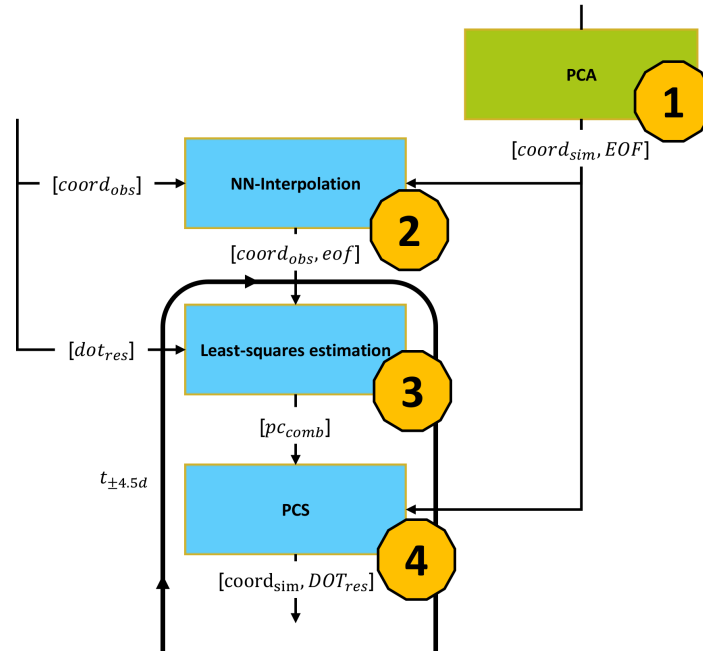 PCA
1
[coord_sim, EOF]
[coord_obs]
NN-Interpolation
2
[coord_obs, eof]
Least-squares estimation
[dot_res]
3
[pc_comb]
t_±4.5d
PCS
4
[coord_sim, DOT_res]